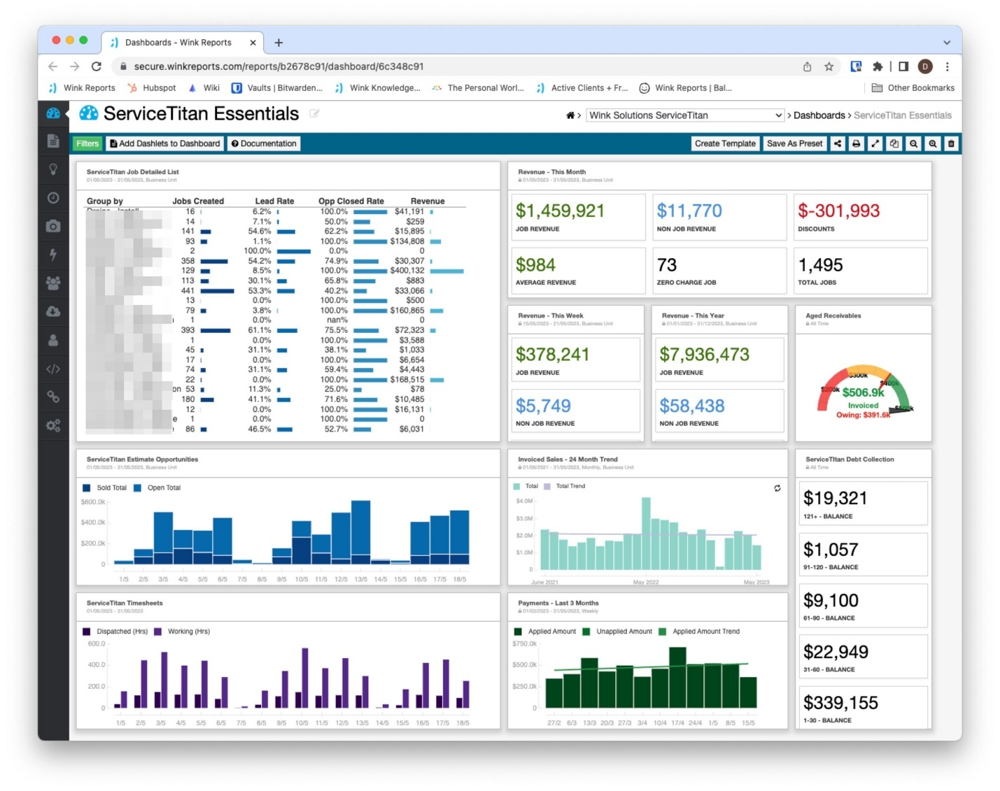 Dashboards - Wink Reports
secure.winkreports.com/reports/b2678c91/dashboard/6c348c91
D
Wink Reports Hubspot Wiki Vaults | Bitwarden... Wink Knowledge... The Personal Worl... Active Clients + Fr... Wink Reports | Bal... Other Bookmarks
ServiceTitan Essentials
Wink Solutions ServiceTitan > Dashboards > ServiceTitan Essentials
Filters Add Dashlets to Dashboard Documentation Create Template Save As Preset
ServiceTitan Job Detailed List
01/05/2023 - 31/05/2023, Business Unit
Group by Jobs Created Lead Rate Opp Closed Rate Revenue
16 6.2% 100.0% $41,191
14 7.1% 50.0% $259
141 54.6% 62.2% $15,895
93 1.1% 100.0% $134,808
2 100.0% 0.0% 0
358 54.2% 74.9% $30,307
129 8.5% 100.0% $400,132
113 30.1% 65.8% $883
441 53.3% 40.2% $33,066
13 0.0% 100.0% $500
79 3.8% 100.0% $160,865
1 0.0% nan% 0
393 61.1% 75.5% $72,323
1 0.0% 100.0% $3,588
45 31.1% 38.1% $1,033
17 0.0% 100.0% $6,654
74 31.1% 59.4% $4,443
22 0.0% 100.0% $168,515
on 53 11.3% 25.0% $78
180 41.1% 71.6% $10,485
12 0.0% 100.0% $16,131
e 1 0.0% 100.0% 0
86 46.5% 52.7% $6,031
Revenue - This Month
01/05/2023 - 31/05/2023, Business Unit
$1,459,921
JOB REVENUE
$11,770
NON JOB REVENUE
$-301,993
DISCOUNTS
$984
AVERAGE REVENUE
73
ZERO CHARGE JOB
1,495
TOTAL JOBS
Revenue - This Week
15/05/2023 - 21/05/2023, Business Unit
$378,241
JOB REVENUE
$5,749
NON JOB REVENUE
Revenue - This Year
01/01/2023 - 31/12/2023, Business Unit
$7,936,473
JOB REVENUE
$58,438
NON JOB REVENUE
Aged Receivables
All Time
$200k
$300k
$400k
$506.9k
Invoiced
Owing: $391.6k
ServiceTitan Estimate Opportunities
01/05/2023 - 31/05/2023, Business Unit
Sold Total Open Total
$600.0k
$400.0k
$200.0k
0
1/5 2/5 3/5 4/5 5/5 6/5 7/5 8/5 9/5 10/5 11/5 12/5 13/5 14/5 15/5 16/5 17/5 18/5
Invoiced Sales - 24 Month Trend
01/06/2021 - 31/05/2023, Monthly, Business Unit
Total Total Trend
$4.0M
$3.0M
$2.0M
$1.0M
0
June 2021 May 2022 May 2023
ServiceTItan Debt Collection
All Time
$19,321
121+ - BALANCE
$1,057
91-120 - BALANCE
$9,100
61-90 - BALANCE
$22,949
31-60 - BALANCE
$339,155
1-30 - BALANCE
ServiceTitan Timesheets
01/05/2023 - 31/05/2023
Dispatched (Hrs) Working (Hrs)
600.0
400.0
200.0
0
1/5 2/5 3/5 4/5 5/5 6/5 7/5 8/5 9/5 10/5 11/5 12/5 13/5 14/5 15/5 16/5 17/5 18/5
Payments - Last 3 Months
01/03/2023 - 31/05/2023, Weekly
Applied Amount Unapplied Amount Applied Amount Trend
$750.0k
$500.0k
$250.0k
0
27/2 6/3 13/3 20/3 27/3 3/4 10/4 17/4 24/4 1/5 8/5 15/5